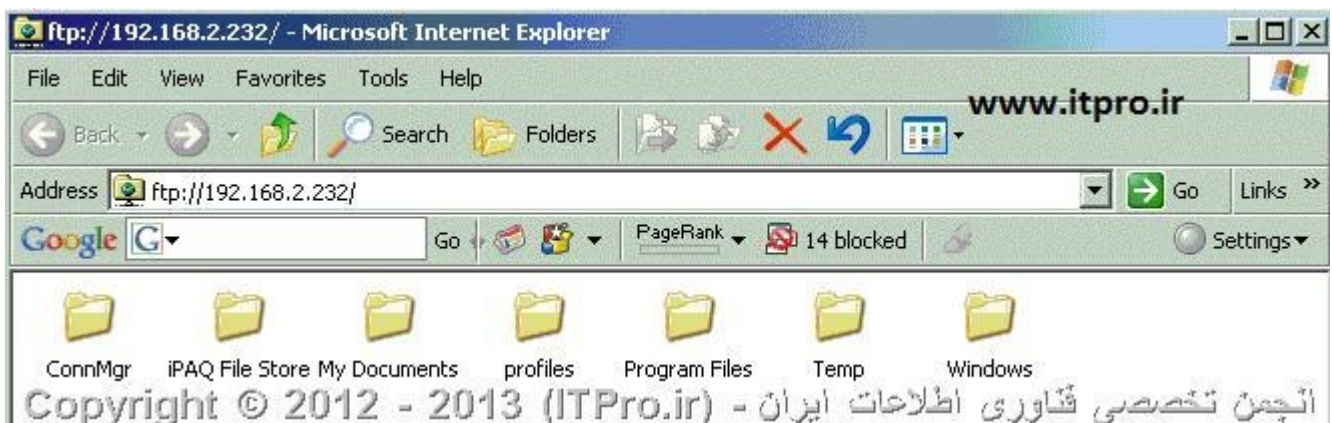 ftp://192.168.2.232/ - Microsoft Internet Explorer
File Edit View Favorites Tools Help
www.itpro.ir
Back Search Folders
Address ftp://192.168.2.232/ Go Links »
Google G Go PageRank 14 blocked Settings
ConnMgr iPAQ File Store My Documents profiles Program Files Temp Windows
Copyright © 2012 - 2013 (ITPro.ir) - انجمن تخصصی فناوری اطلاعات ایران